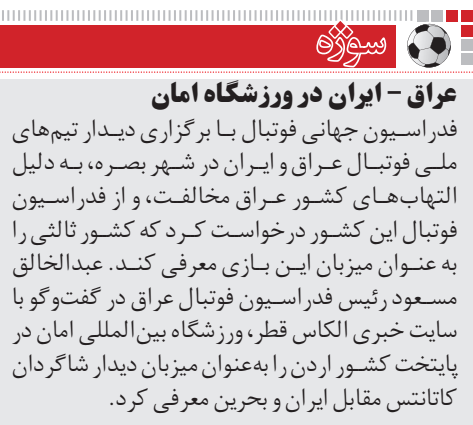 سوژه
عراق - ایران در ورزشگاه امان
فدراسیون جهانی فوتبال با برگزاری دیدار تیم‌های
ملی فوتبال عراق و ایران در شهر بصره، به دلیل
التهاب‌های کشور عراق مخالفت، و از فدراسیون
فوتبال این کشور درخواست کرد که کشور ثالثی را
به عنوان میزبان این بازی معرفی کند. عبدالخالق
مسعود رئیس فدراسیون فوتبال عراق در گفت‌وگو با
سایت خبری الکاس قطر، ورزشگاه بین‌المللی امان در
پایتخت کشور اردن را به‌عنوان میزبان دیدار شاگردان
کاتانتس مقابل ایران و بحرین معرفی کرد.